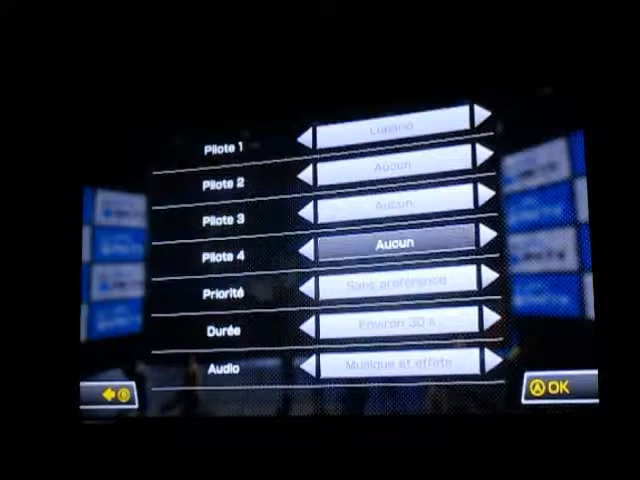 Pilote 1
Lunario
Pilote 2
Aucun
Pilote 3
Aucun
Pilote 4
Aucun
Priorité
Sans préférence
Durée
Environ 30 s
Audio
Musique et effets
B
A OK